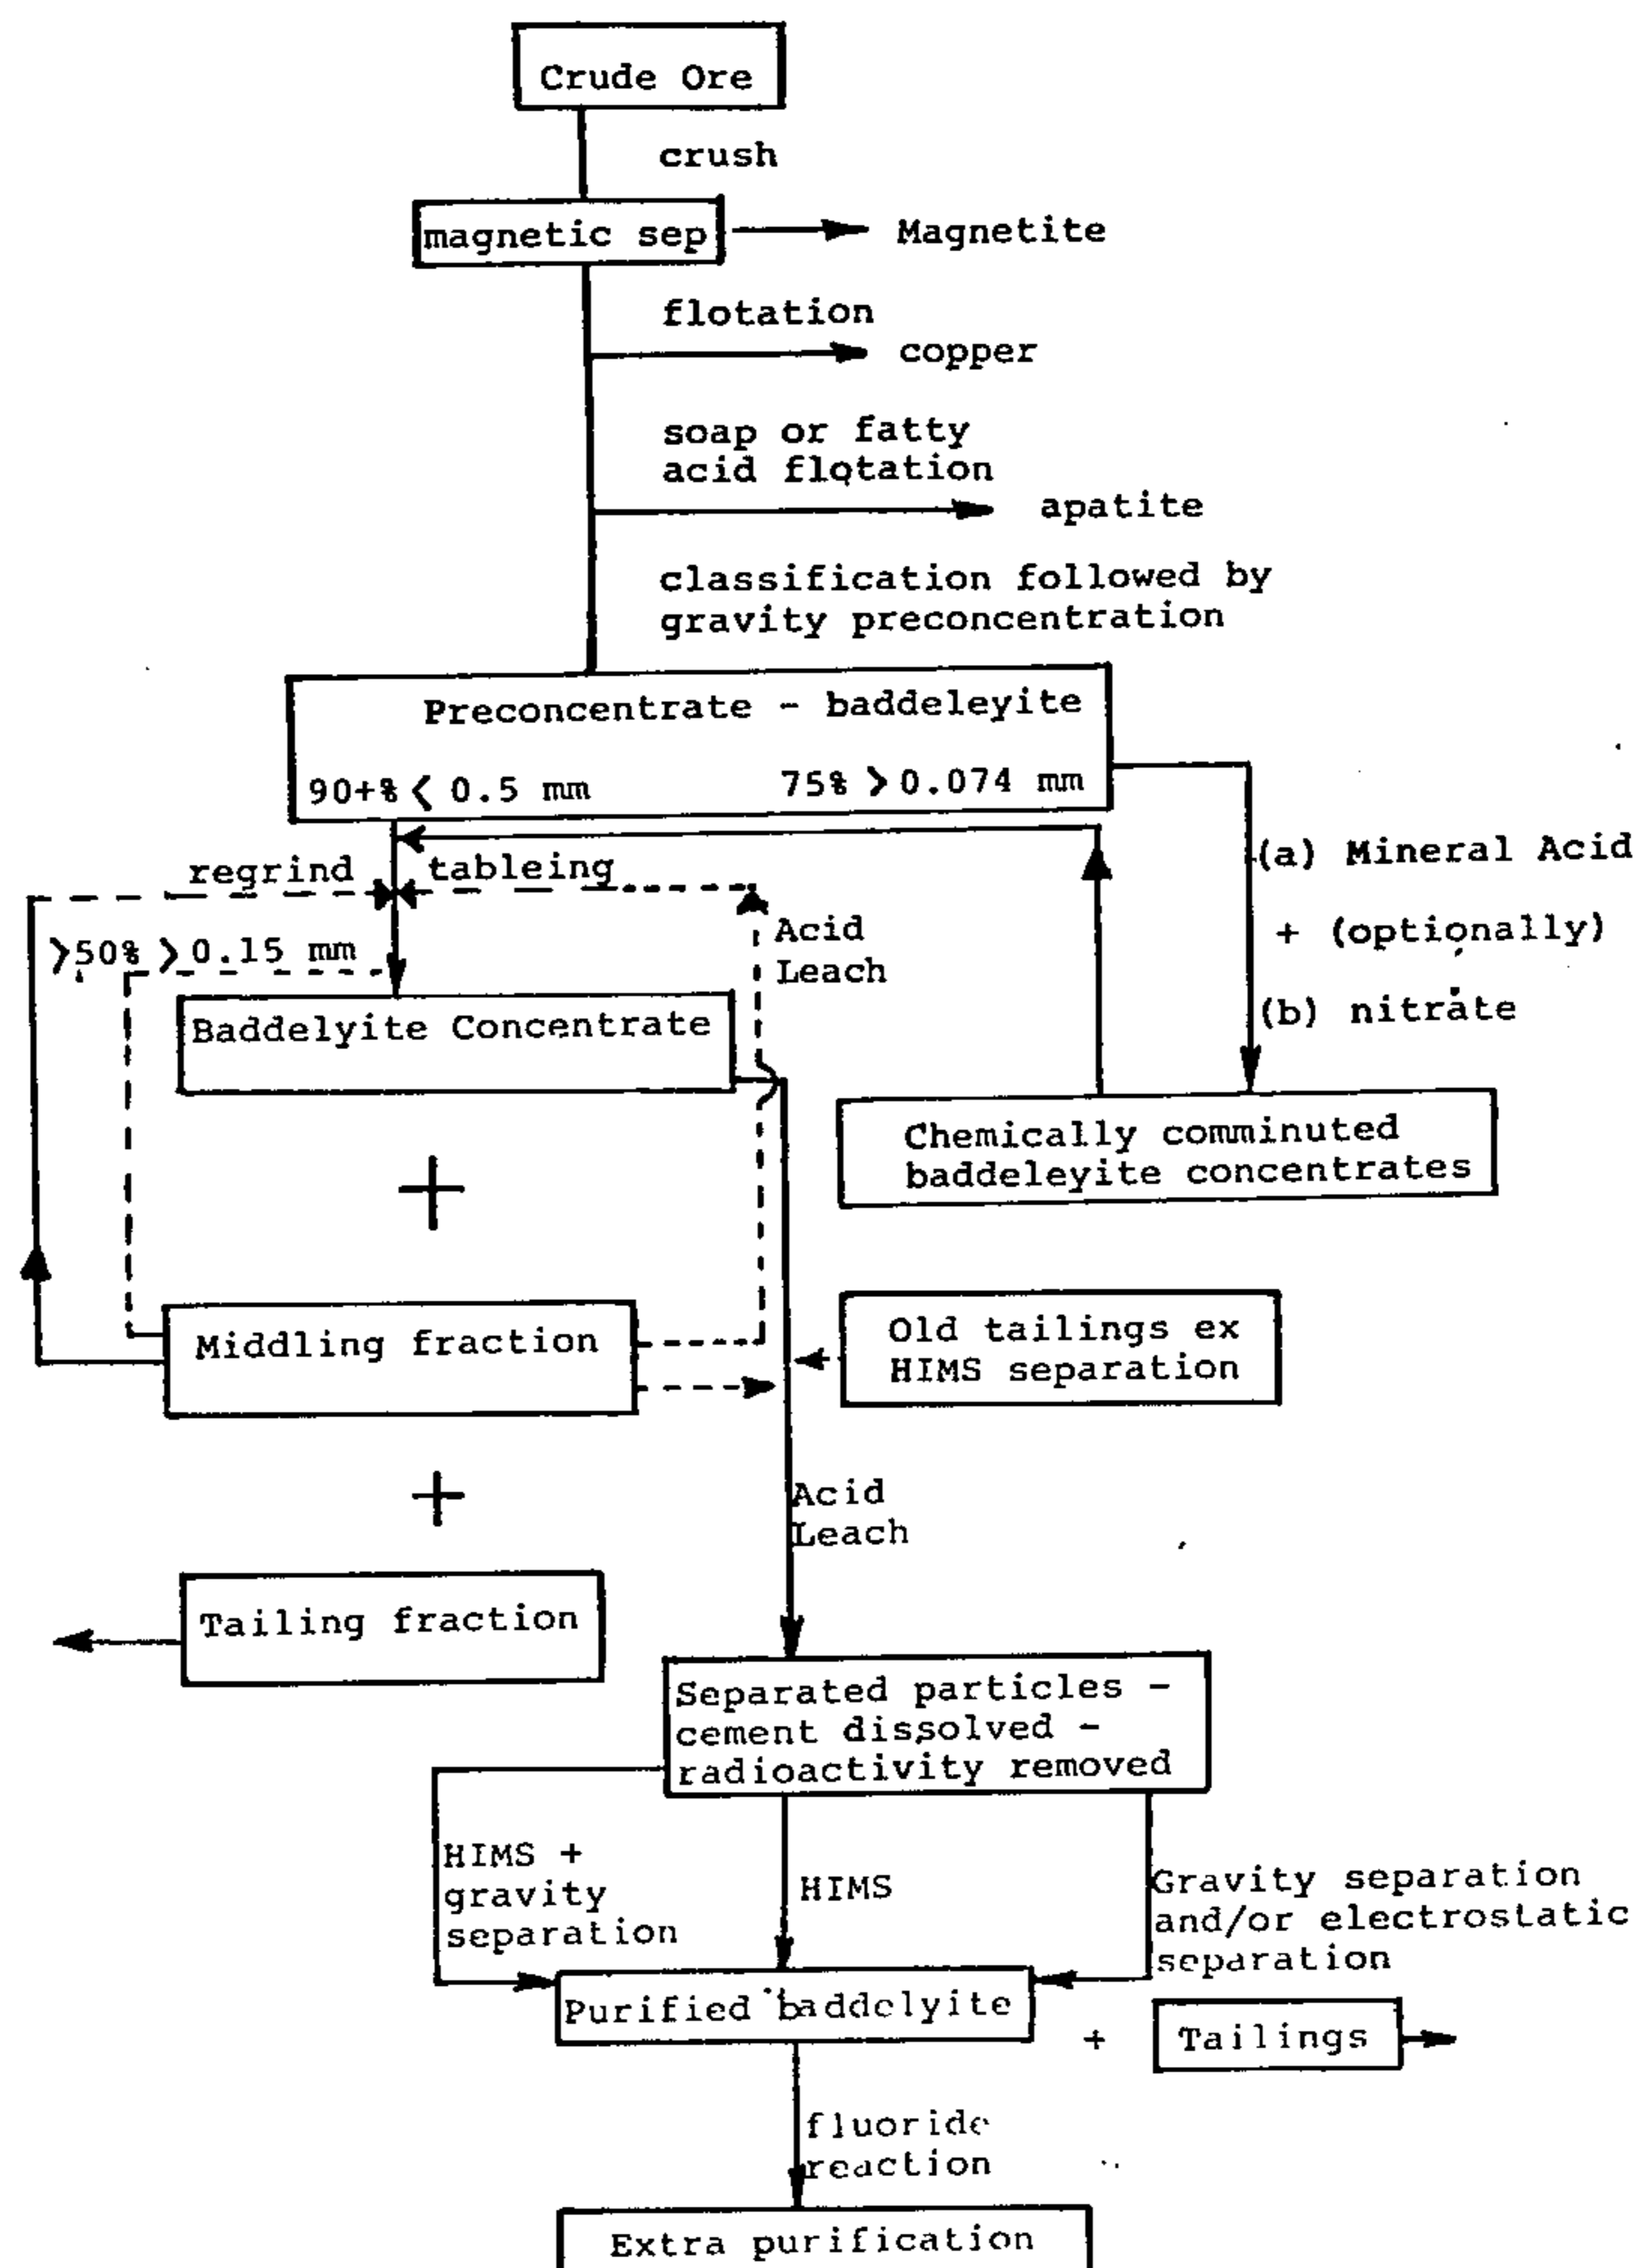 Crude Ore
crush
magnetic sep
Magnetite
flotation
copper
soap or fatty
acid flotation
apatite
classification followed by
gravity preconcentration
Preconcentrate - baddeleyite
90+% < 0.5 mm
75% > 0.074 mm
regrind
tableing
(a) Mineral Acid
+ (optionally)
(b) nitrate
>50% > 0.15 mm
Acid
Leach
Baddelyite Concentrate
Chemically comminuted
baddeleyite concentrates
+
Middling fraction
Old tailings ex
HIMS separation
+
Acid
Leach
Tailing fraction
Separated particles -
cement dissolved -
radioactivity removed
HIMS +
gravity
separation
HIMS
Gravity separation
and/or electrostatic
separation
Purified baddelyite
+
Tailings
fluoride
reaction
Extra purification